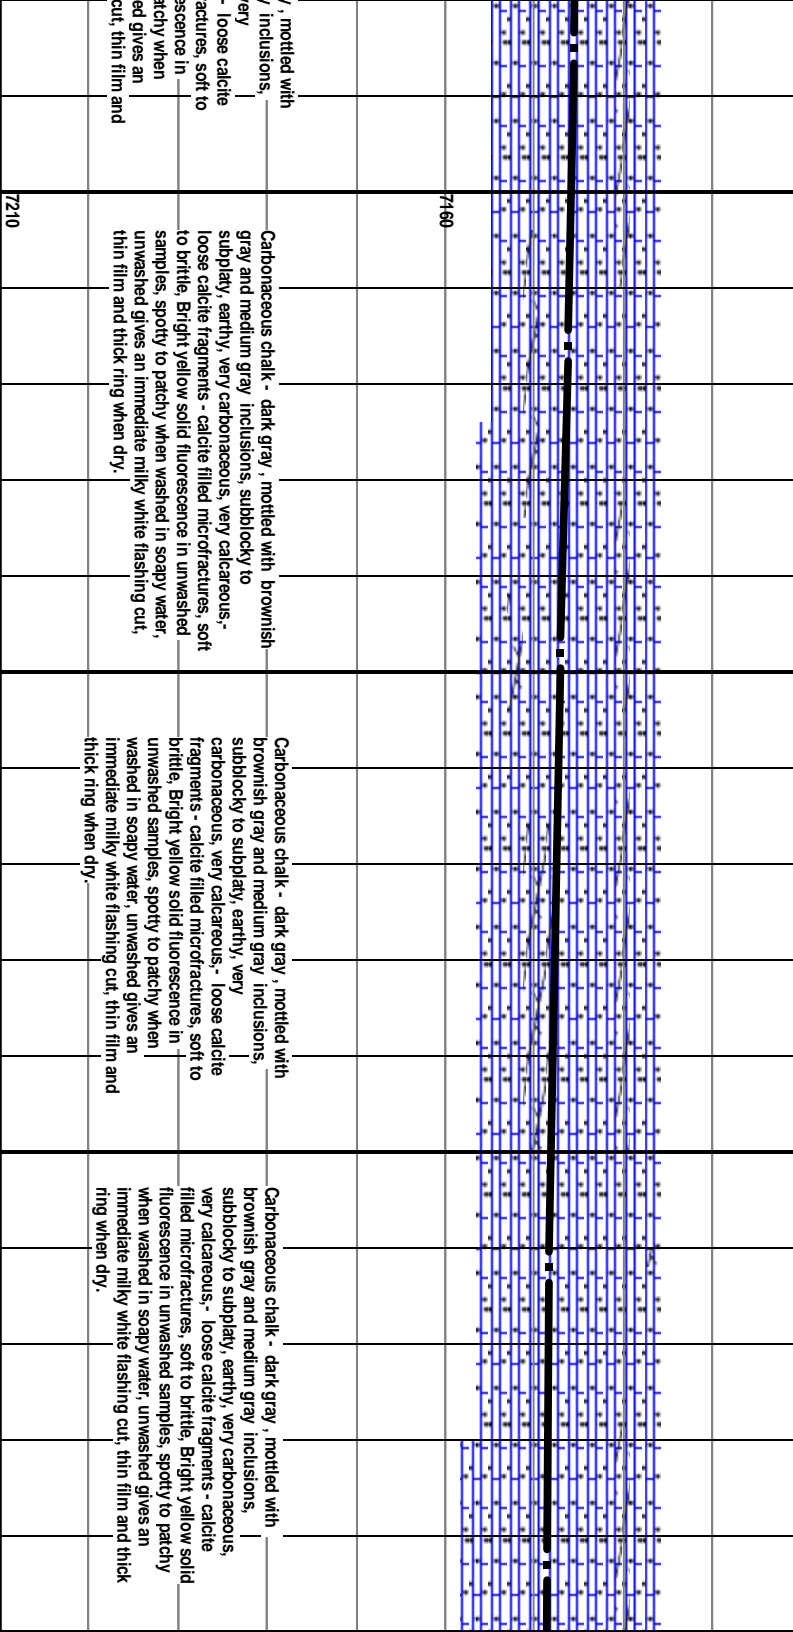 , mottled with
inclusions,
very
- loose calcite
actures, soft to
escence in
atchy when
ed gives an
cut, thin film and
7160
7210
Carbonaceous chalk - dark gray , mottled with brownish
gray and medium gray inclusions, subblocky to
subplaty, earthy, very carbonaceous, very calcareous,-
loose calcite fragments - calcite filled microfractures, soft
to brittle, Bright yellow solid fluorescence in unwashed
samples, spotty to patchy when washed in soapy water,
unwashed gives an immediate milky white flashing cut,
thin film and thick ring when dry.
Carbonaceous chalk - dark gray , mottled with
brownish gray and medium gray inclusions,
subblocky to subplaty, earthy, very
carbonaceous, very calcareous,- loose calcite
fragments - calcite filled microfractures, soft to
brittle, Bright yellow solid fluorescence in
unwashed samples, spotty to patchy when
washed in soapy water, unwashed gives an
immediate milky white flashing cut, thin film and
thick ring when dry.
Carbonaceous chalk - dark gray , mottled with
brownish gray and medium gray inclusions,
subblocky to subplaty, earthy, very carbonaceous,
very calcareous,- loose calcite fragments - calcite
filled microfractures, soft to brittle, Bright yellow solid
fluorescence in unwashed samples, spotty to patchy
when washed in soapy water, unwashed gives an
immediate milky white flashing cut, thin film and thick
ring when dry.